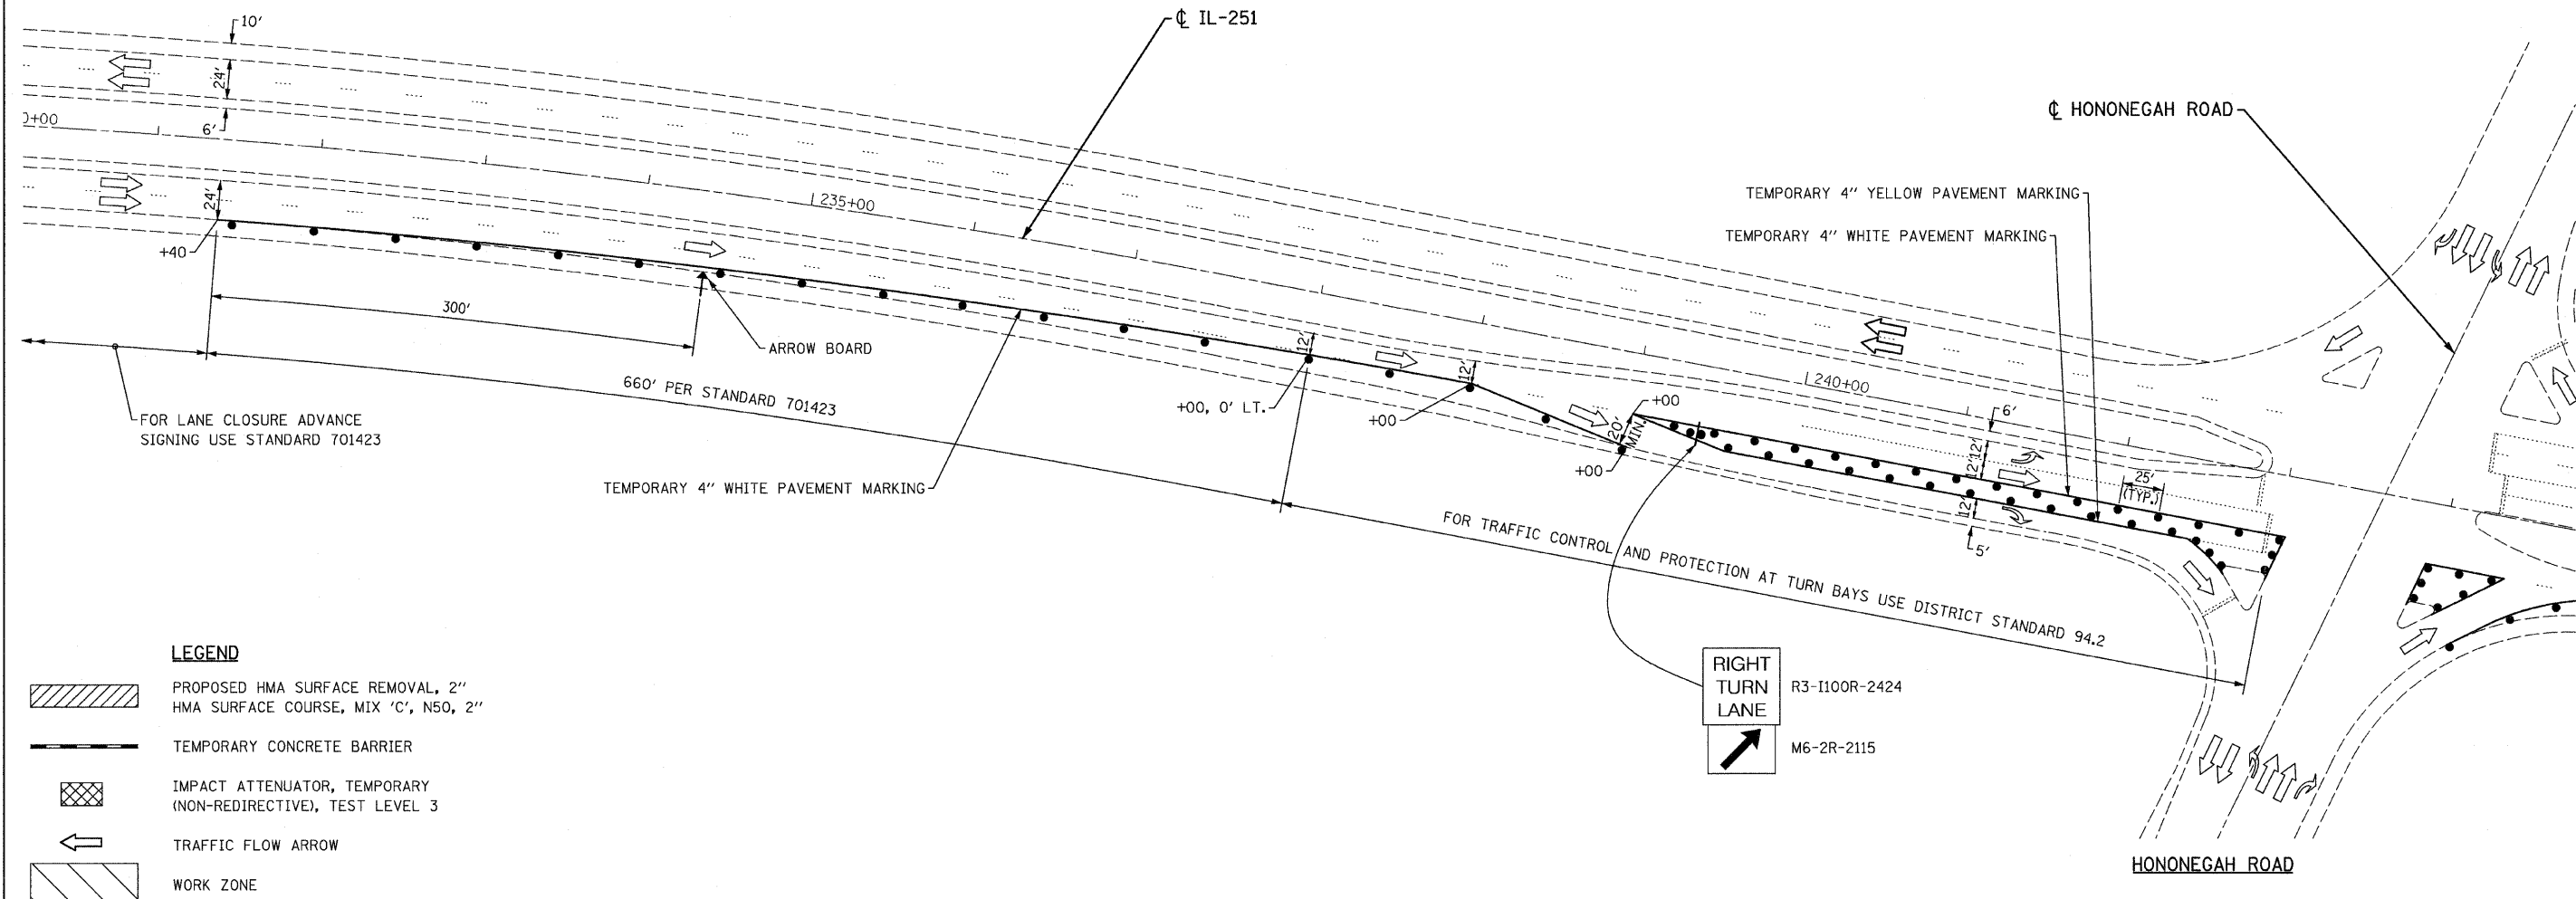 10'
℄ IL-251
24'
6'
0+00
℄ HONONEGAH ROAD
24'
235+00
TEMPORARY 4" YELLOW PAVEMENT MARKING
TEMPORARY 4" WHITE PAVEMENT MARKING
+40
300'
ARROW BOARD
12'
12'
240+00
660' PER STANDARD 701423
+00, 0' LT.
+00
+00
20'
MIN.
+00
6'
12'
12'
25'
(TYP.)
12'
5'
FOR LANE CLOSURE ADVANCE
SIGNING USE STANDARD 701423
TEMPORARY 4" WHITE PAVEMENT MARKING
FOR TRAFFIC CONTROL AND PROTECTION AT TURN BAYS USE DISTRICT STANDARD 94.2
RIGHT
TURN
LANE
R3-I100R-2424
M6-2R-2115
LEGEND
PROPOSED HMA SURFACE REMOVAL, 2"
HMA SURFACE COURSE, MIX 'C', N50, 2"
TEMPORARY CONCRETE BARRIER
IMPACT ATTENUATOR, TEMPORARY
(NON-REDIRECTIVE), TEST LEVEL 3
TRAFFIC FLOW ARROW
WORK ZONE
HONONEGAH ROAD